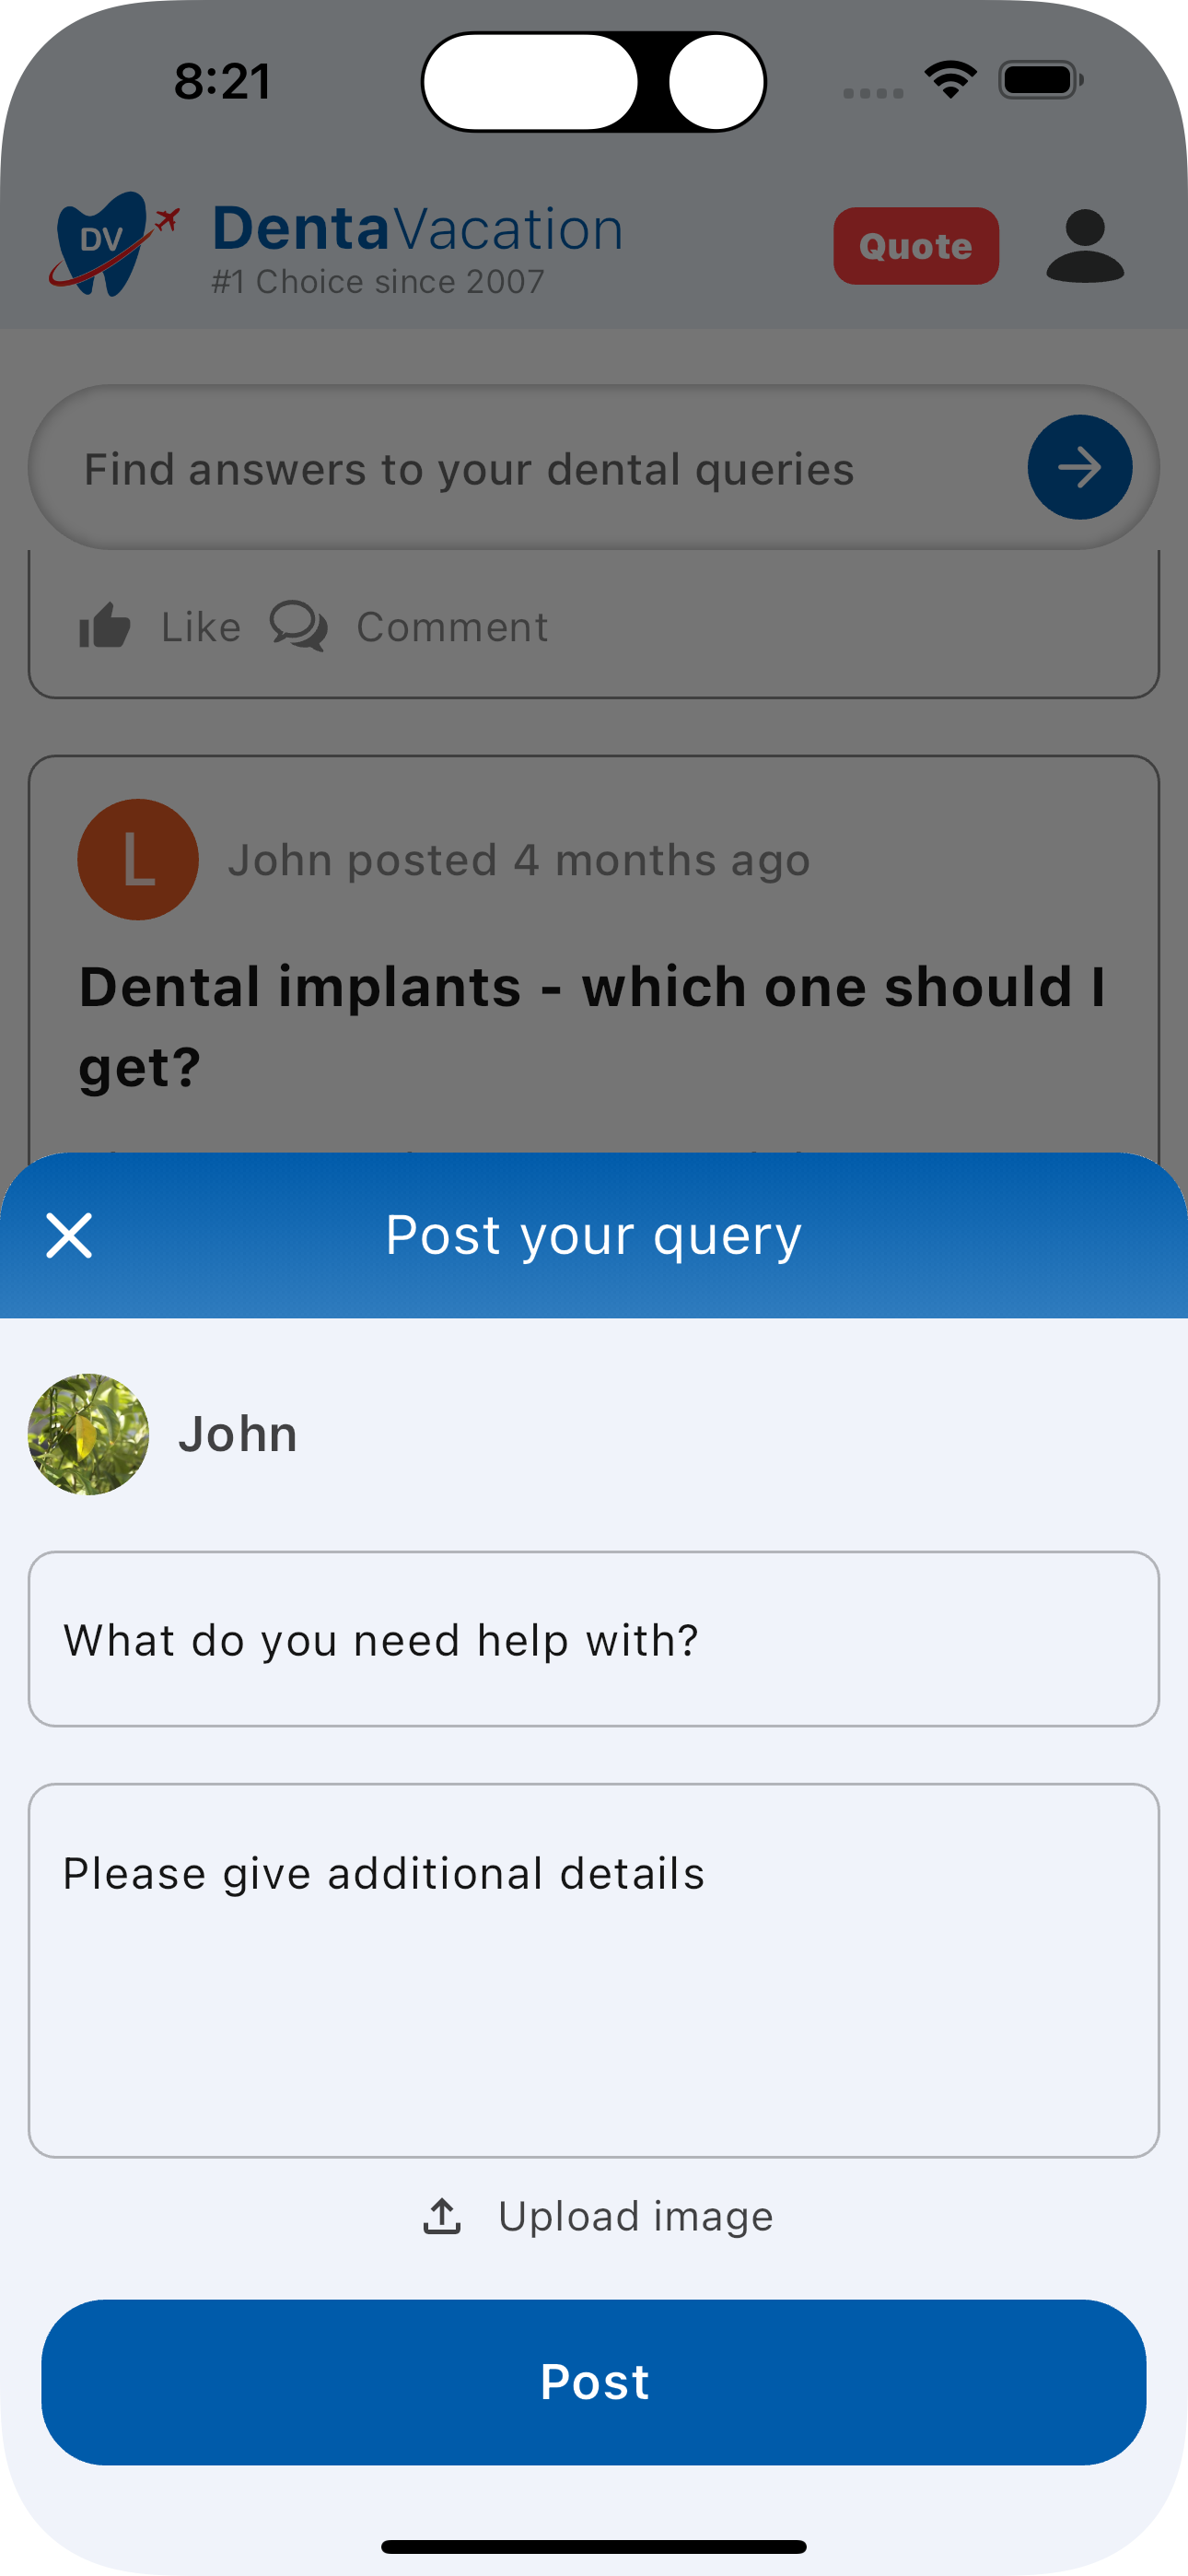 8:21
DV
DentaVacation
#1 Choice since 2007
Quote
Find answers to your dental queries
Like
Comment
L
John posted 4 months ago
Dental implants - which one should I
get?
Post your query
John
What do you need help with?
Please give additional details
Upload image
Post